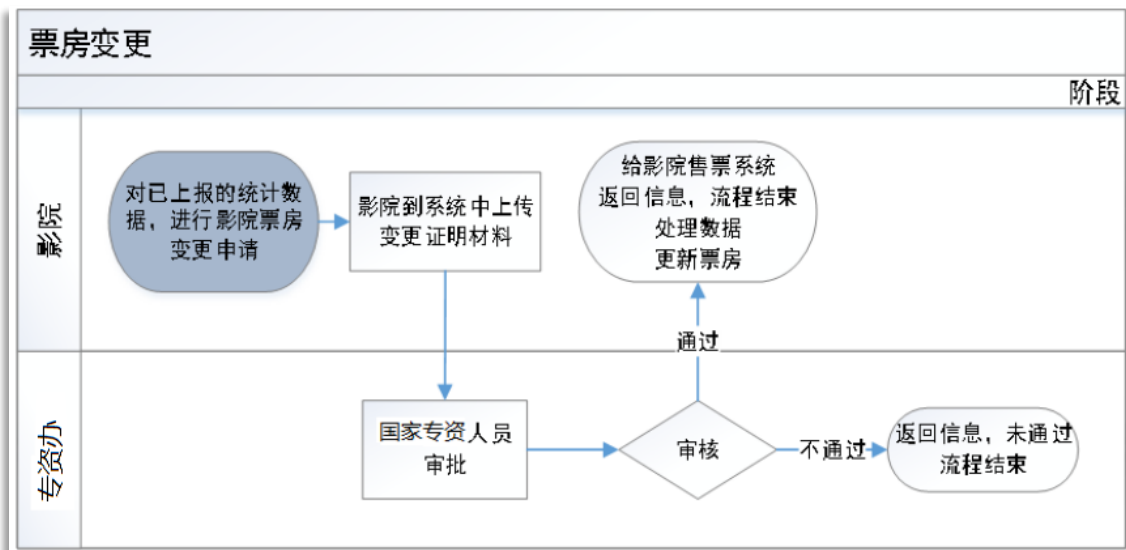 票房变更
阶段
影院
对已上报的统计数
据，进行影院票房
变更申请
影院到系统中上传
变更证明材料
给影院售票系统
返回信息，流程结束
处理数据
更新票房
通过
专资办
国家专资人员
审批
审核
不通过
返回信息，未通过
流程结束